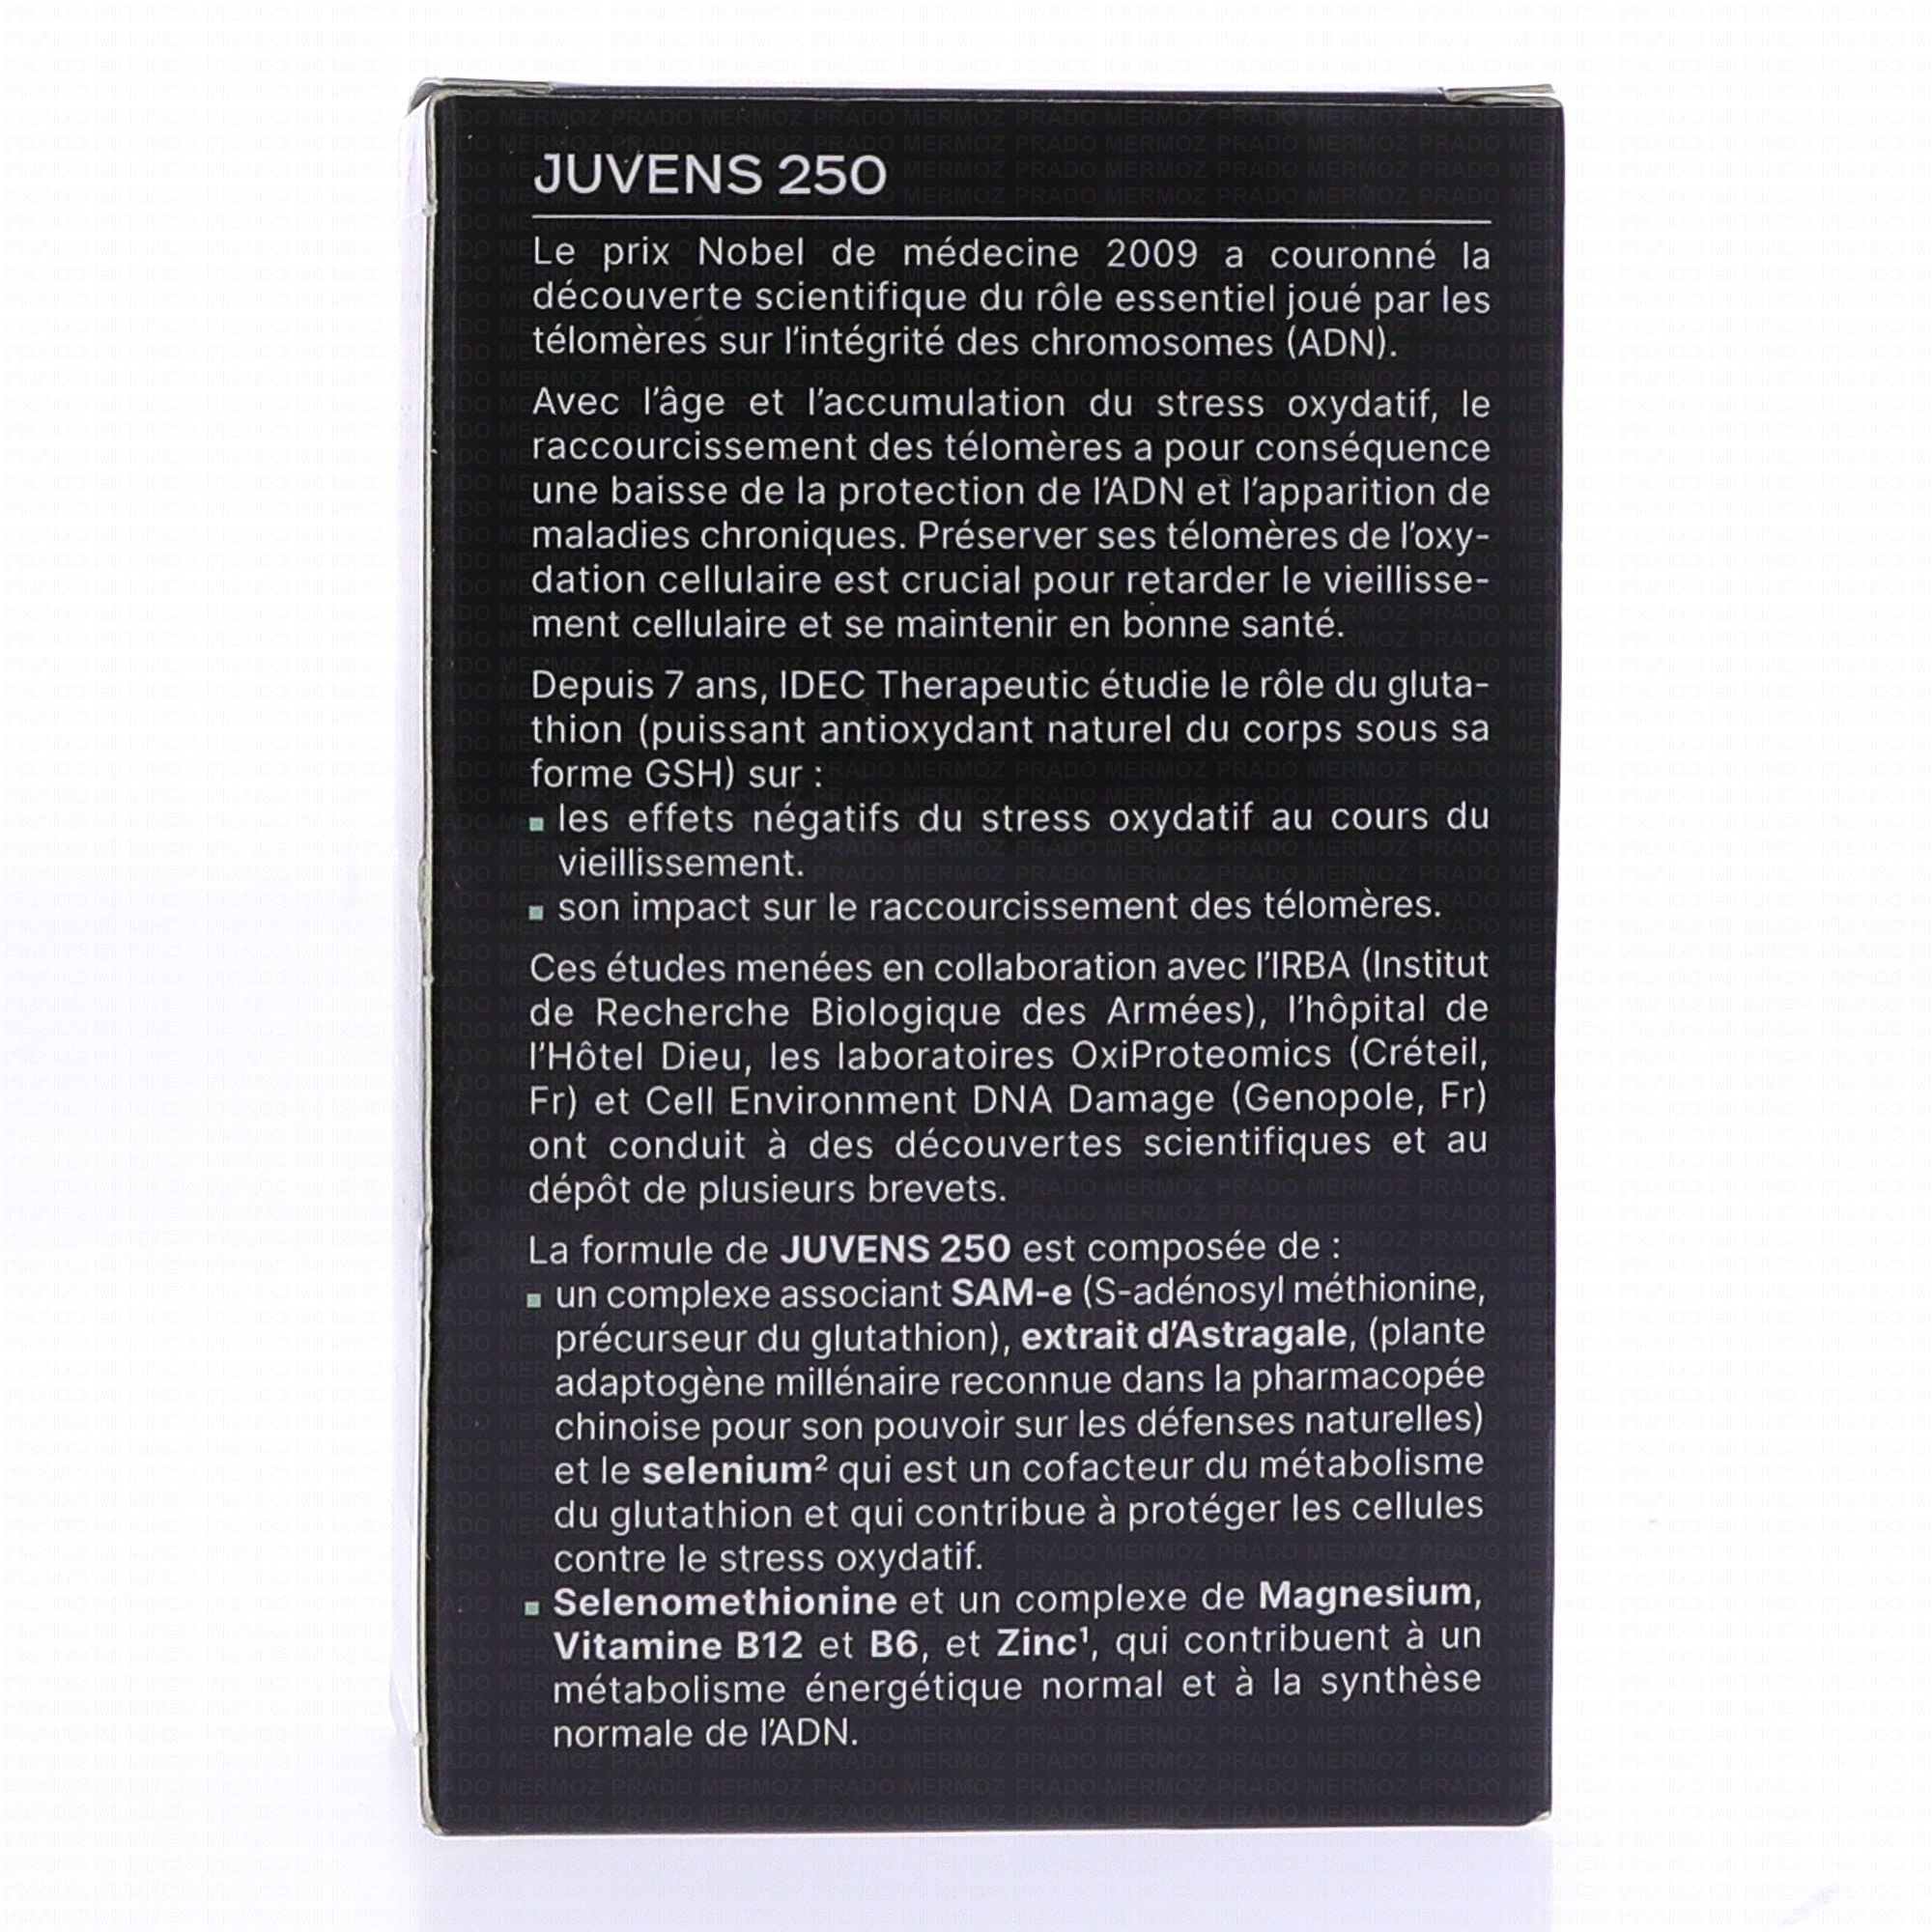 JUVENS 250
Le prix Nobel de médecine 2009 a couronné la
découverte scientifique du rôle essentiel joué par les
télomères sur l'intégrité des chromosomes (ADN).
Avec l'âge et l'accumulation du stress oxydatif, le
raccourcissement des télomères a pour conséquence
une baisse de la protection de l'ADN et l'apparition de
maladies chroniques. Préserver ses télomères de l'oxy-
dation cellulaire est crucial pour retarder le vieillisse-
ment cellulaire et se maintenir en bonne santé.
Depuis 7 ans, IDEC Therapeutic étudie le rôle du gluta-
thion (puissant antioxydant naturel du corps sous sa
forme GSH) sur :
▪ les effets négatifs du stress oxydatif au cours du
vieillissement.
▪ son impact sur le raccourcissement des télomères.
Ces études menées en collaboration avec l'IRBA (Institut
de Recherche Biologique des Armées), l'hôpital de
l'Hôtel Dieu, les laboratoires OxiProteomics (Créteil,
Fr) et Cell Environment DNA Damage (Genopole, Fr)
ont conduit à des découvertes scientifiques et au
dépôt de plusieurs brevets.
La formule de JUVENS 250 est composée de :
▪ un complexe associant SAM-e (S-adénosyl méthionine,
précurseur du glutathion), extrait d'Astragale, (plante
adaptogène millénaire reconnue dans la pharmacopée
chinoise pour son pouvoir sur les défenses naturelles)
et le selenium² qui est un cofacteur du métabolisme
du glutathion et qui contribue à protéger les cellules
contre le stress oxydatif.
▪ Selenomethionine et un complexe de Magnesium,
Vitamine B12 et B6, et Zinc¹, qui contribuent à un
métabolisme énergétique normal et à la synthèse
normale de l'ADN.